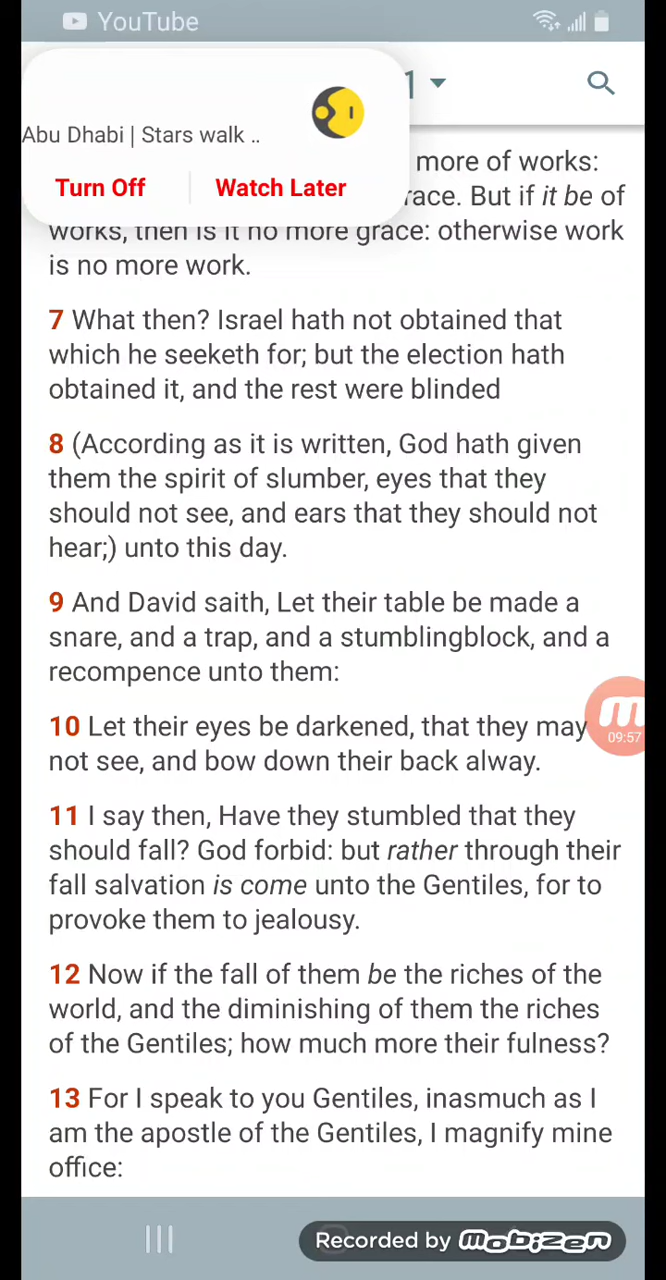 YouTube
1
Abu Dhabi | Stars walk ..
Turn Off Watch Later
more of works:
race. But if it be of
works, then is it no more grace: otherwise work
is no more work.
7 What then? Israel hath not obtained that
which he seeketh for; but the election hath
obtained it, and the rest were blinded
8 (According as it is written, God hath given
them the spirit of slumber, eyes that they
should not see, and ears that they should not
hear;) unto this day.
9 And David saith, Let their table be made a
snare, and a trap, and a stumblingblock, and a
recompence unto them:
10 Let their eyes be darkened, that they may
not see, and bow down their back alway.
09:57
11 I say then, Have they stumbled that they
should fall? God forbid: but rather through their
fall salvation is come unto the Gentiles, for to
provoke them to jealousy.
12 Now if the fall of them be the riches of the
world, and the diminishing of them the riches
of the Gentiles; how much more their fulness?
13 For I speak to you Gentiles, inasmuch as I
am the apostle of the Gentiles, I magnify mine
office:
Recorded by mobizen